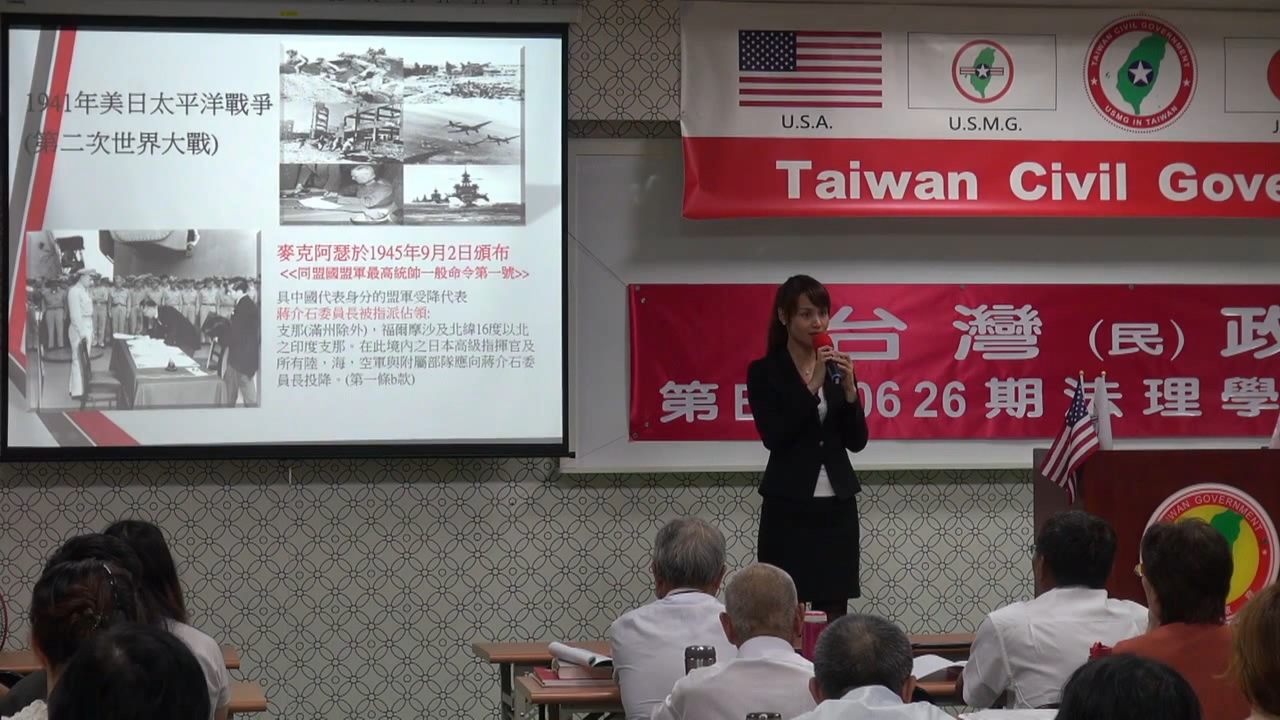 1941年美日太平洋戰爭
(第二次世界大戰)
麥克阿瑟於1945年9月2日頒布
<<同盟國盟軍最高統帥一般命令第一號>>
具中國代表身分的盟軍受降代表
蔣介石委員長被指派佔領:
支那(滿州除外)，福爾摩沙及北緯16度以北
之印度支那。在此境內之日本高級指揮官及
所有陸，海，空軍與附屬部隊應向蔣介石委
員長投降。(第一條b款)
U.S.A.
U.S.M.G.
TAIWAN CIVIL GOVERNMENT
USMG IN TAIWAN
J
Taiwan Civil Gove
台灣(民)政
第 06 26 期法理學
TAIWAN GOVERNMENT